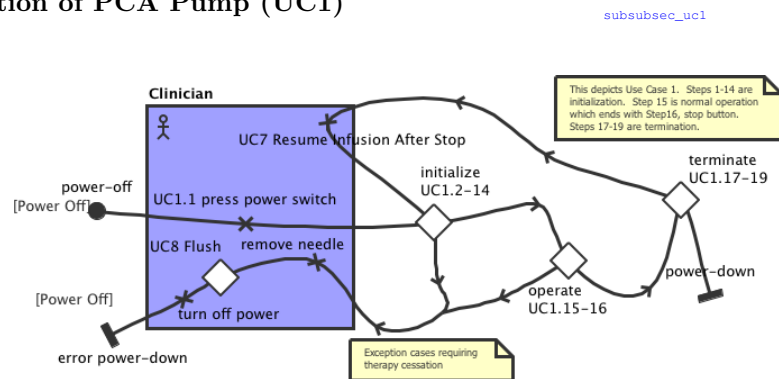 tion of PCA Pump (UC1)
subsubsec_uc1
Clinician
This depicts Use Case 1. Steps 1-14 are
initialization. Step 15 is normal operation
which ends with Step16, stop button.
Steps 17-19 are termination.
UC7 Resume Infusion After Stop
terminate
UC1.17-19
initialize
UC1.2-14
power-off
[Power Off]
UC1.1 press power switch
UC8 Flush
remove needle
power-down
operate
UC1.15-16
[Power Off]
turn off power
error power-down
Exception cases requiring
therapy cessation